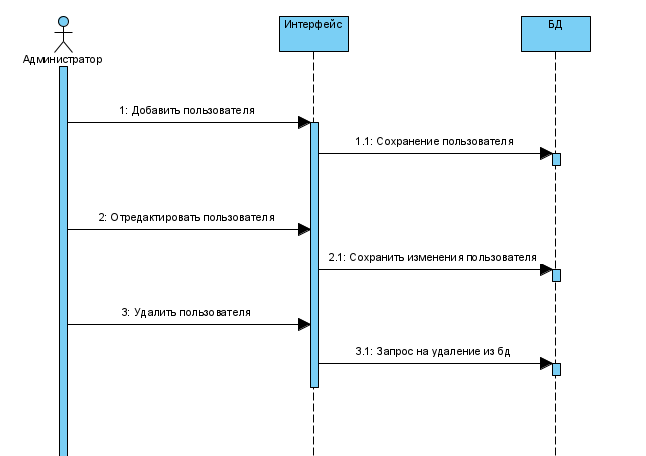 Интерфейс
БД
Администратор
1: Добавить пользователя
1.1: Сохранение пользователя
2: Отредактировать пользователя
2.1: Сохранить изменения пользователя
3: Удалить пользователя
3.1: Запрос на удаление из бд